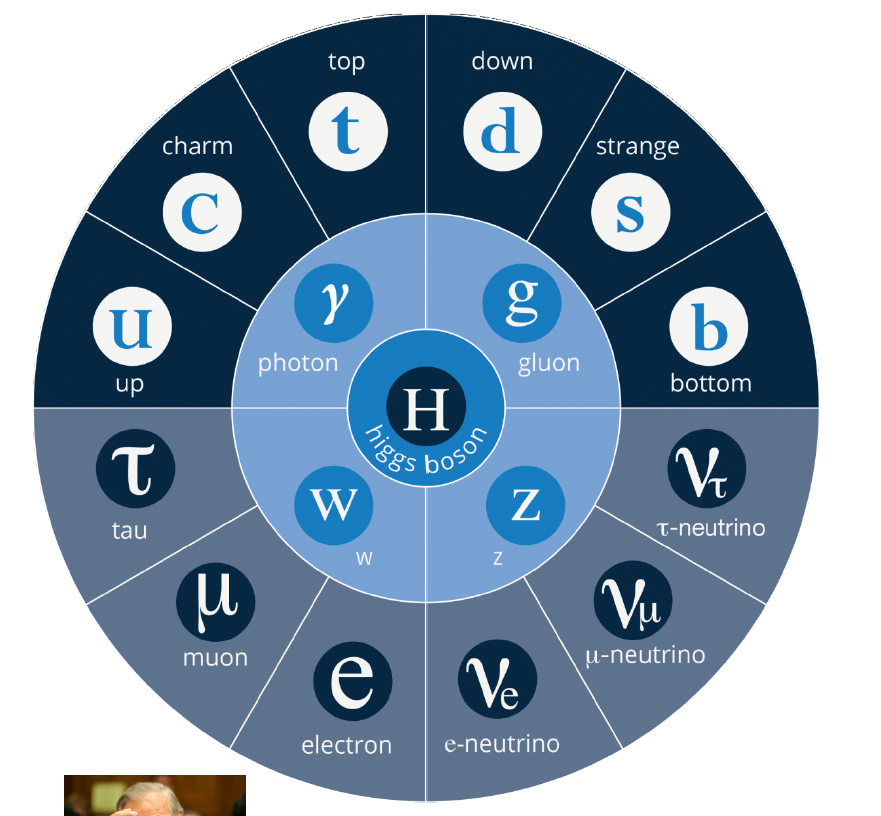 top
t
down
d
charm
c
strange
s
u
up
b
bottom
γ
photon
g
gluon
H
higgs boson
W
w
Z
z
τ
tau
ντ
τ-neutrino
μ
muon
νμ
μ-neutrino
e
electron
νe
e-neutrino